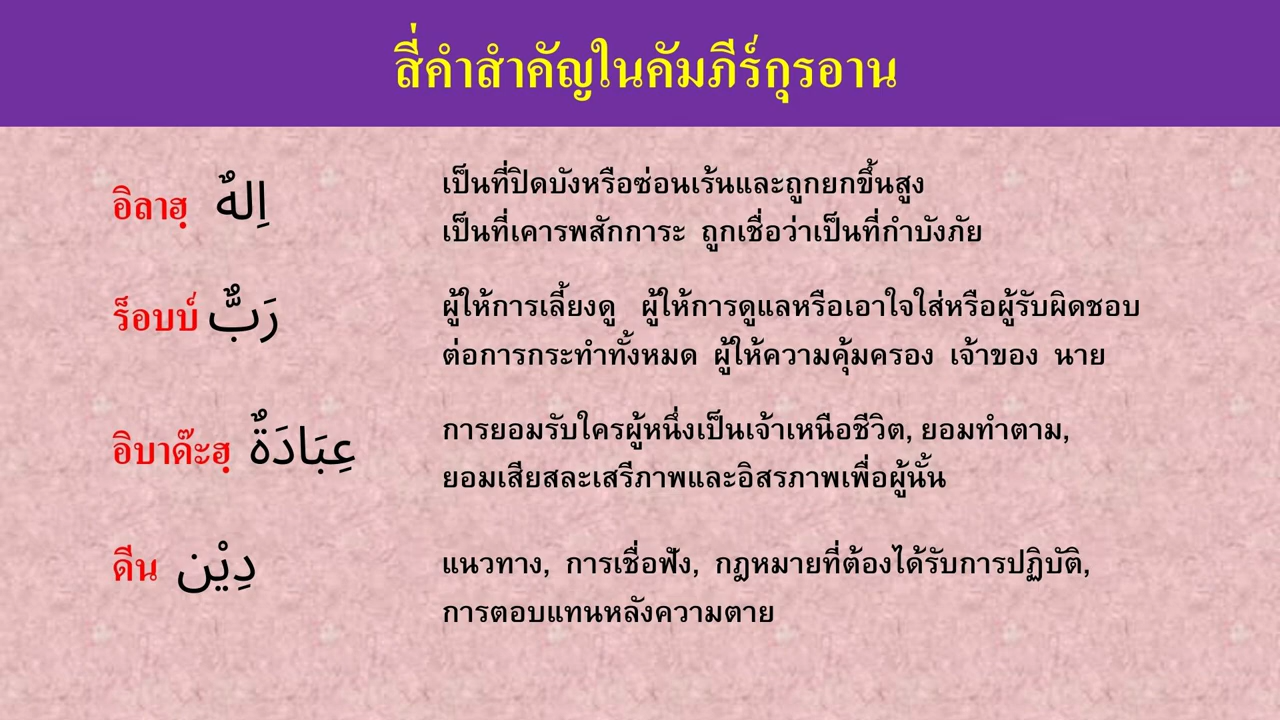 สี่คำสำคัญในคัมภีร์กุรอาน
อิลาฮฺ اِلهٌ
เป็นที่ปิดบังหรือซ่อนเร้นและถูกยกขึ้นสูง
เป็นที่เคารพสักการะ ถูกเชื่อว่าเป็นที่กำบังภัย
ร็อบบ์ رَبٌّ
ผู้ให้การเลี้ยงดู ผู้ให้การดูแลหรือเอาใจใส่หรือผู้รับผิดชอบ
ต่อการกระทำทั้งหมด ผู้ให้ความคุ้มครอง เจ้าของ นาย
อิบาด๊ะฮฺ عِبَادَةٌ
การยอมรับใครผู้หนึ่งเป็นเจ้าเหนือชีวิต, ยอมทำตาม,
ยอมเสียสละเสรีภาพและอิสรภาพเพื่อผู้นั้น
ดีน دِيْن
แนวทาง, การเชื่อฟัง, กฎหมายที่ต้องได้รับการปฏิบัติ,
การตอบแทนหลังความตาย